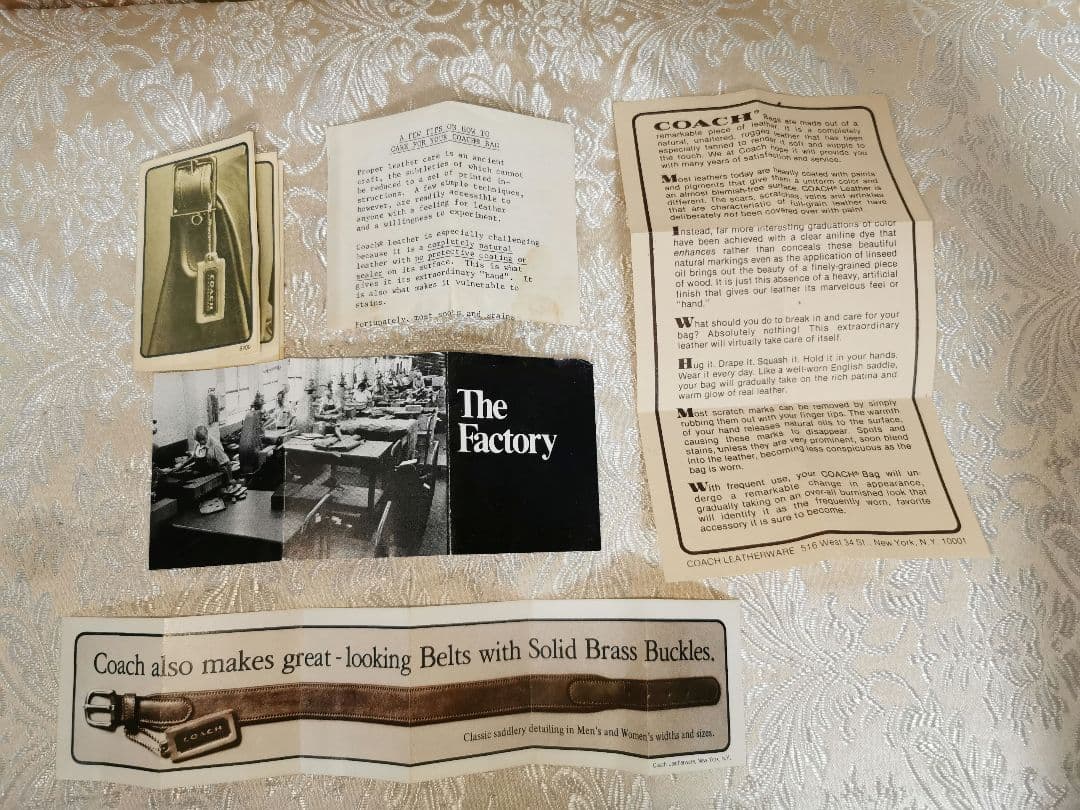 COACH
A FEW TIPS ON HOW TO
CARE FOR YOUR COACH® BAG
Proper leather care is an ancient
craft, the subtleties of which cannot
be reduced to a set of printed in-
structions. A few simple techniques,
however, are readily accessible to
anyone with a feeling for leather
and a willingness to experiment.
Coach® leather is especially challenging
because it is a completely natural
leather with no protective coating or
sealer on its surface. This is what
gives it its extraordinary "hand". It
is also what makes it vulnerable to
stains.
Fortunately, most spots and
The
Factory
COACH® Bags are made out of a
remarkable piece of leather. It is a completely
natural, unaltered, rugged leather that has been
especially tanned to render it soft and supple to
the touch. We at Coach hope it will provide you
with many years of satisfaction and service.
Most leathers today are heavily coated with paints
and pigments that give them a uniform color and
an almost blemish-free surface. COACH® Leather is
different. The scars, scratches, veins and wrinkles
that are characteristic of full-grain leather have
deliberately not been covered over with paint.
Instead, far more interesting graduations of color
have been achieved with a clear aniline dye that
enhances rather than conceals these beautiful
natural markings even as the application of linseed
oil brings out the beauty of a finely-grained piece
of wood. It is just this absence of a heavy, artificial
finish that gives our leather its marvelous feel or
"hand."
What should you do to break in and care for your
bag? Absolutely nothing! This extraordinary
leather will virtually take care of itself.
Hug it. Drape it. Squash it. Hold it in your hands.
Wear it every day. Like a well-worn English saddle,
your bag will gradually take on the rich patina and
warm glow of real leather.
Most scratch marks can be removed by simply
rubbing them out with your finger tips. The warmth
of your hand releases natural oils to the surface,
causing these marks to disappear. Spots and
stains, unless they are very prominent, soon blend
into the leather, becoming less conspicuous as the
bag is worn.
With frequent use, your COACH® Bag will un-
dergo a remarkable change in appearance,
gradually taking on an over-all burnished look that
will identify it as the frequently worn, favorite
accessory it is sure to become.
COACH LEATHERWARE 516 West 34 St., New York, N.Y. 10001
Coach also makes great-looking Belts with Solid Brass Buckles.
COACH
Classic saddlery detailing in Men's and Women's widths and sizes.
Coach Leatherware, New York, N.Y.